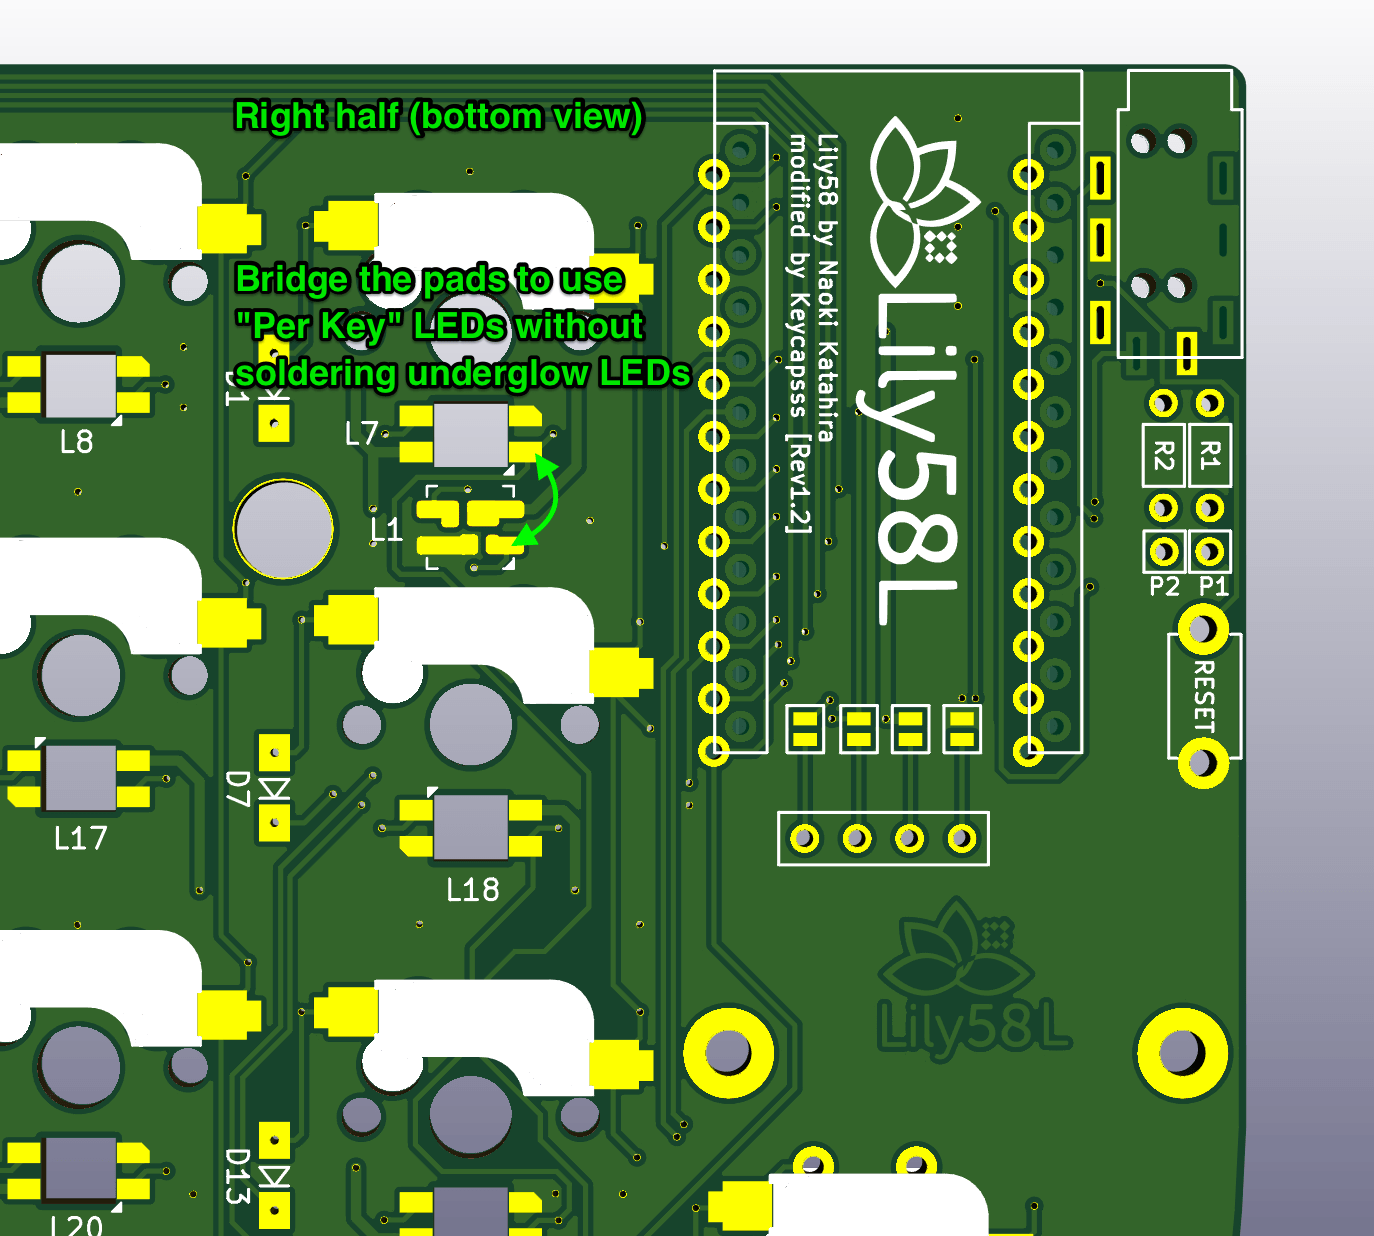 Right half (bottom view)
Bridge the pads to use
"Per Key" LEDs without
soldering underglow LEDs
Lily58 by Naoki Katahira
modified by Keycapsss [Rev1.2]
Lily58L
D1
L8
L7
L1
R2
R1
P2
P1
RESET
D7
L17
L18
Lily58L
D13
L20